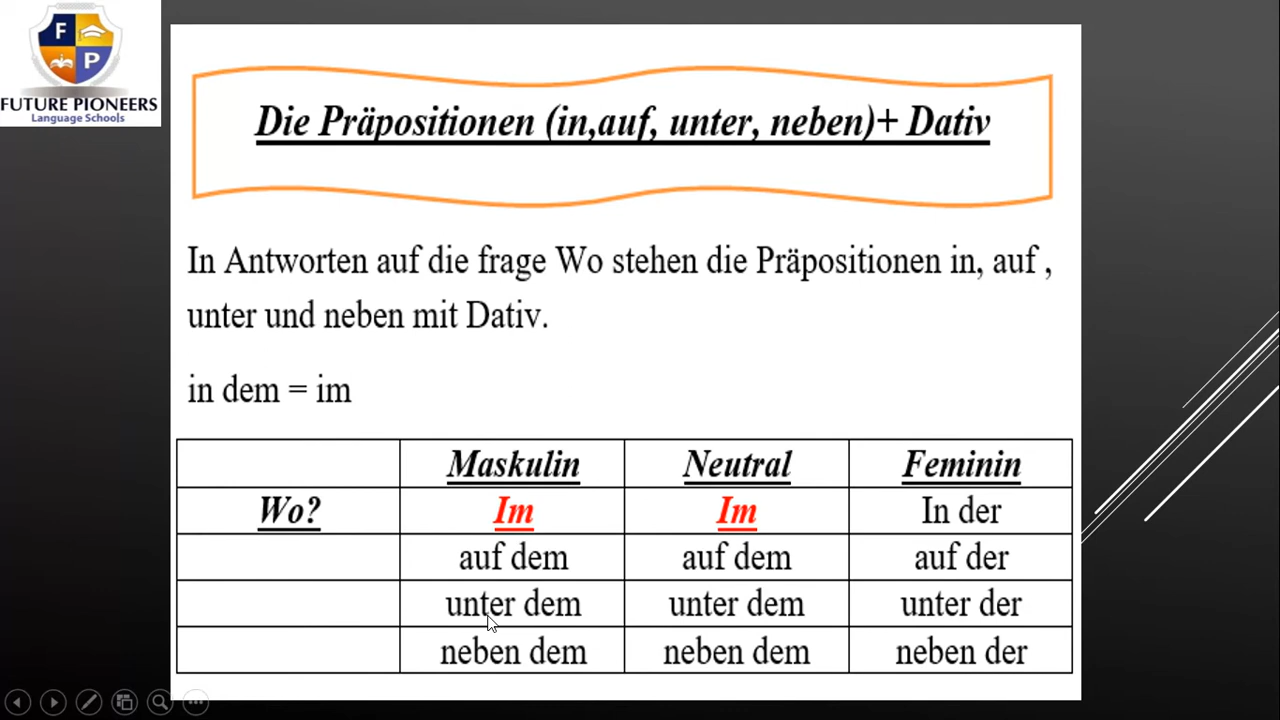 F
P
FUTURE PIONEERS
Language Schools
Die Präpositionen (in,auf, unter, neben)+ Dativ
In Antworten auf die frage Wo stehen die Präpositionen in, auf ,
unter und neben mit Dativ.
in dem = im
Maskulin Neutral Feminin
Wo? Im Im In der
auf dem auf dem auf der
unter dem unter dem unter der
neben dem neben dem neben der